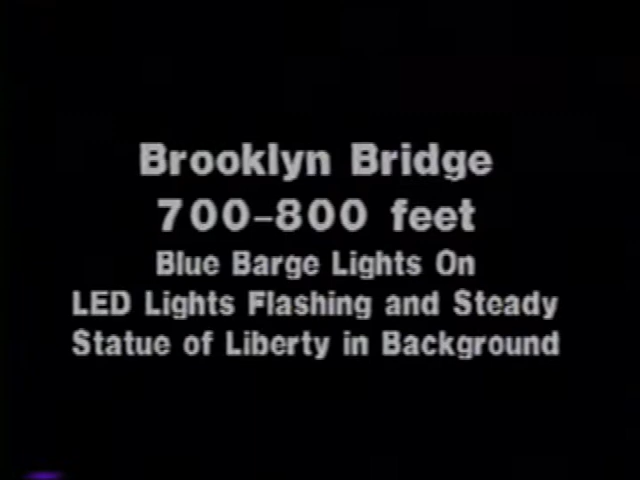 Brooklyn Bridge
700-800 feet
Blue Barge Lights On
LED Lights Flashing and Steady
Statue of Liberty in Background